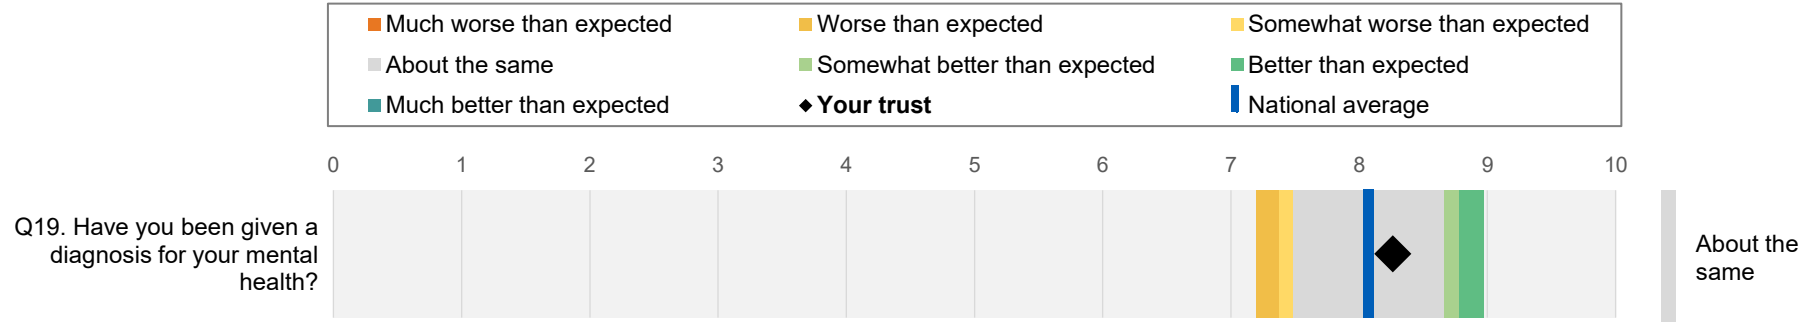 Much worse than expected
Worse than expected
Somewhat worse than expected
About the same
Somewhat better than expected
Better than expected
Much better than expected
Your trust
National average
0 1 2 3 4 5 6 7 8 9 10
Q19. Have you been given a
diagnosis for your mental
health?
About the
same